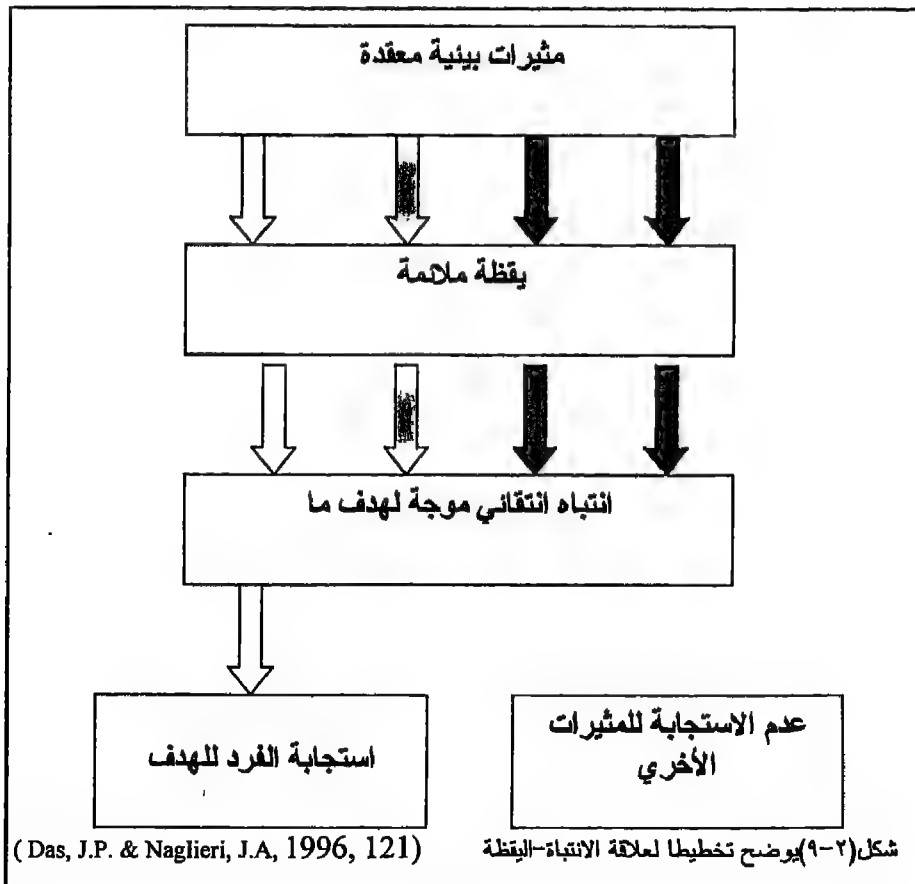 مثيرات بيئية معقدة
يقظة ملائمة
انتباه انتقائي موجة لهدف ما
عدم الاستجابة للمثيرات
الأخري
استجابة الفرد للهدف
شكل(٢-٩)يوضح تخطيطا لعلاقة الانتباة-اليقظة
( Das, J.P. & Naglieri, J.A, 1996, 121)